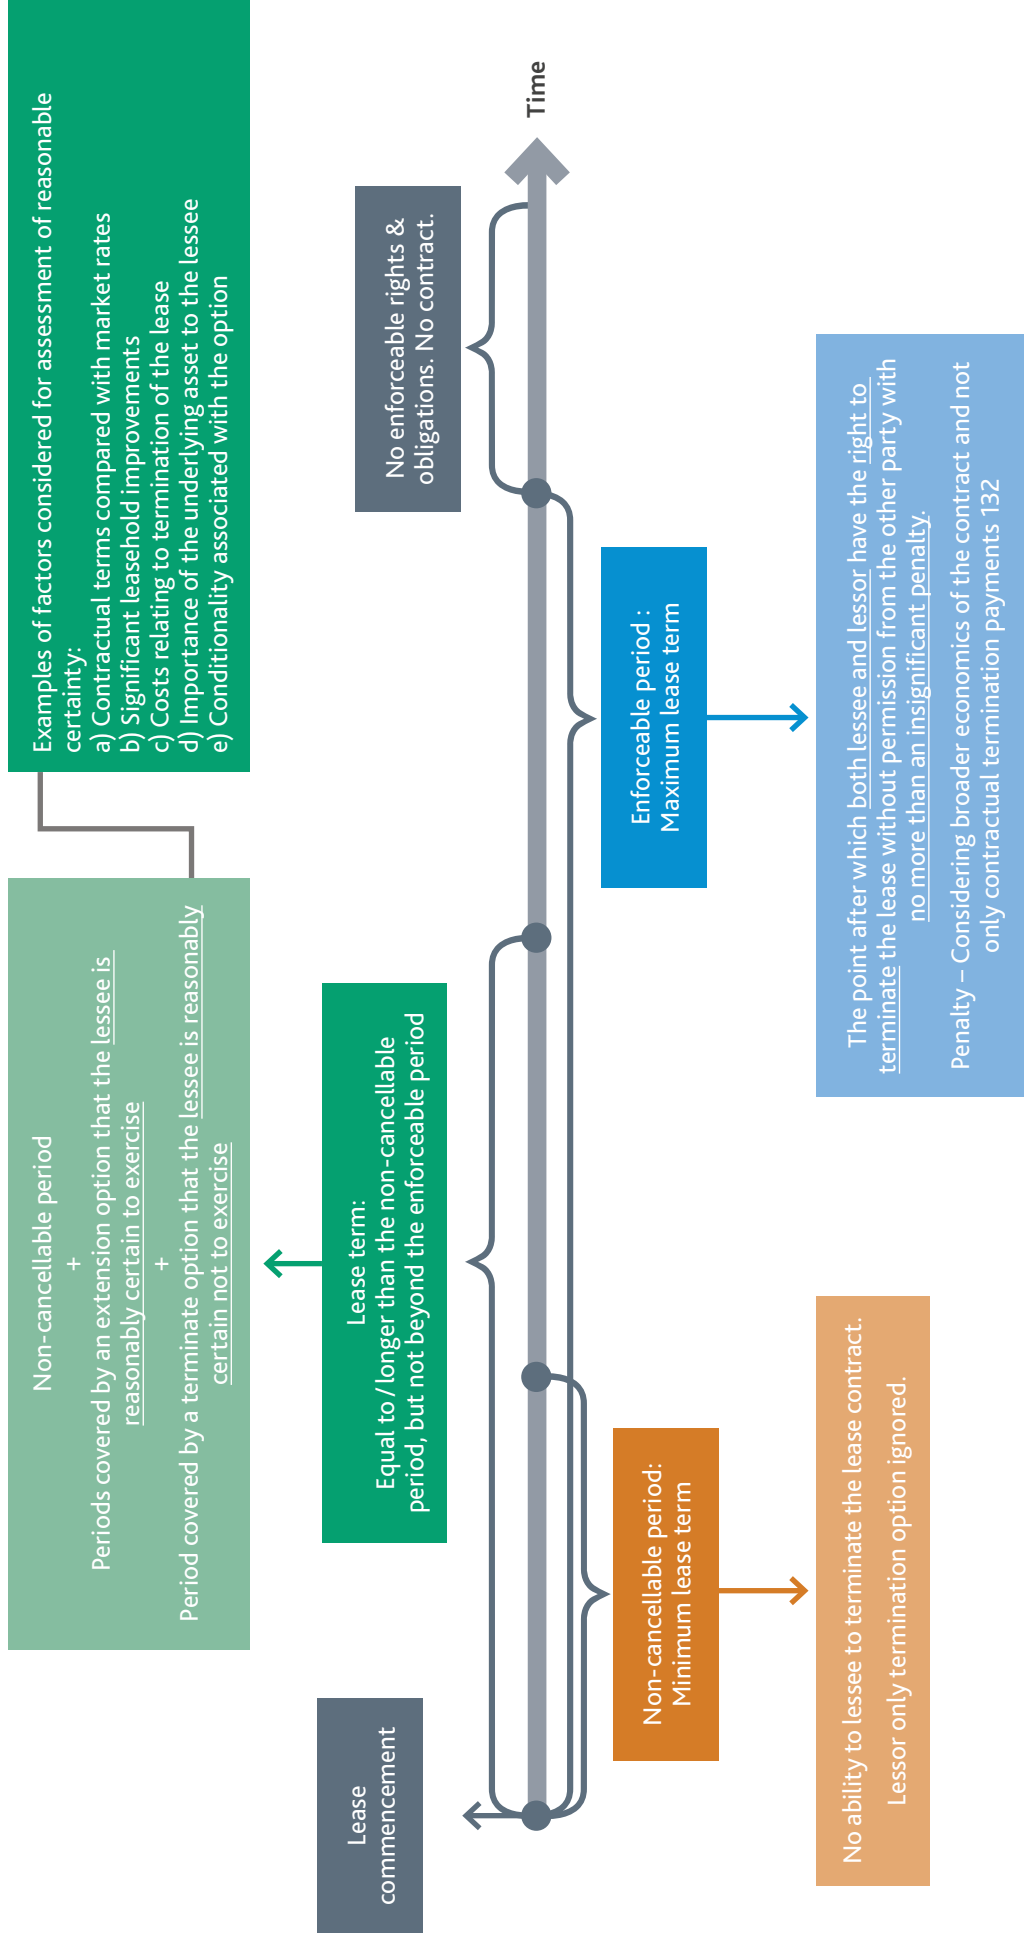 Non-cancellable period
+
Periods covered by an extension option that the lessee is
reasonably certain to exercise
+
Period covered by a terminate option that the lessee is reasonably
certain not to exercise
Examples of factors considered for assessment of reasonable
certainty:
a) Contractual terms compared with market rates
b) Significant leasehold improvements
c) Costs relating to termination of the lease
d) Importance of the underlying asset to the lessee
e) Conditionality associated with the option
Lease
commencement
Lease term:
Equal to / longer than the non-cancellable
period, but not beyond the enforceable period
No enforceable rights &
obligations. No contract.
Time
Non-cancellable period:
Minimum lease term
Enforceable period :
Maximum lease term
No ability to lessee to terminate the lease contract.
Lessor only termination option ignored.
The point after which both lessee and lessor have the right to
terminate the lease without permission from the other party with
no more than an insignificant penalty.
Penalty – Considering broader economics of the contract and not
only contractual termination payments 132